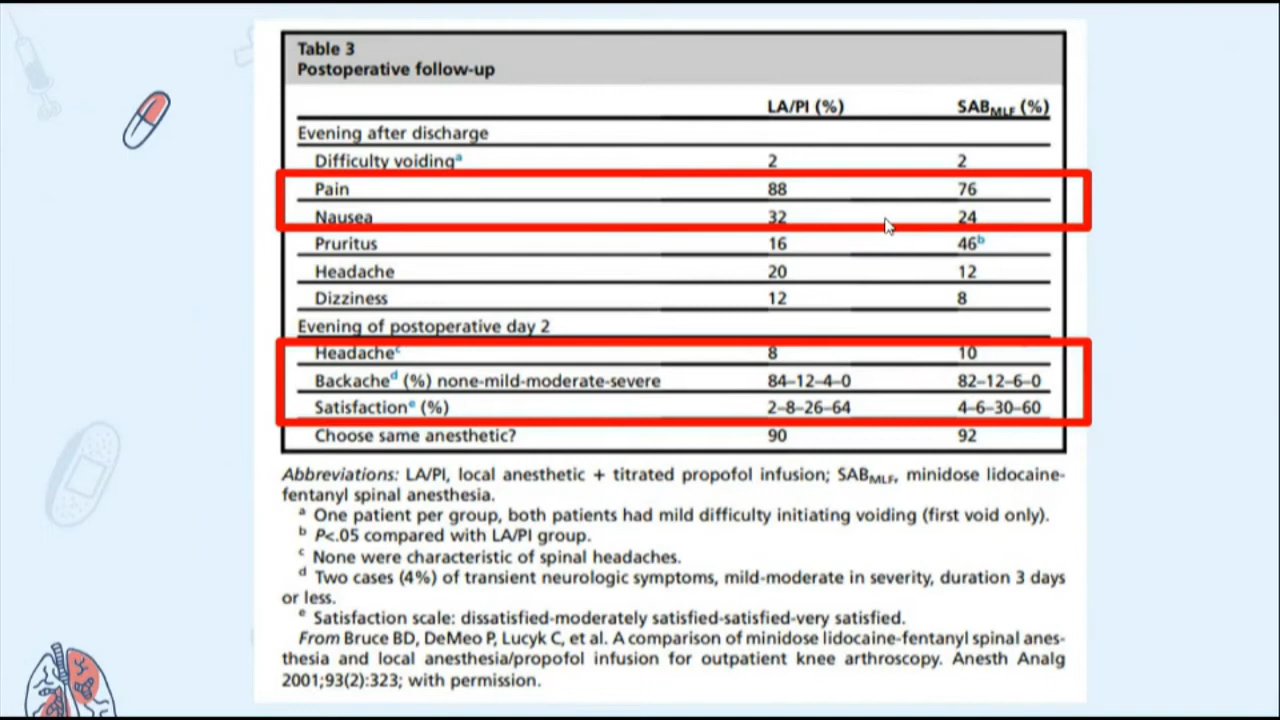 Table 3
Postoperative follow-up
LA/PI (%) SABMLF (%)
Evening after discharge
Difficulty voidinga 2 2
Pain 88 76
Nausea 32 24
Pruritus 16 46b
Headache 20 12
Dizziness 12 8
Evening of postoperative day 2
Headachec 8 10
Backached (%) none-mild-moderate-severe 84–12–4–0 82–12–6–0
Satisfactione (%) 2–8–26–64 4–6–30–60
Choose same anesthetic? 90 92
Abbreviations: LA/PI, local anesthetic + titrated propofol infusion; SABMLF, minidose lidocaine-
fentanyl spinal anesthesia.
a One patient per group, both patients had mild difficulty initiating voiding (first void only).
b P<.05 compared with LA/PI group.
c None were characteristic of spinal headaches.
d Two cases (4%) of transient neurologic symptoms, mild-moderate in severity, duration 3 days
or less.
e Satisfaction scale: dissatisfied-moderately satisfied-satisfied-very satisfied.
From Bruce BD, DeMeo P, Lucyk C, et al. A comparison of minidose lidocaine-fentanyl spinal anes-
thesia and local anesthesia/propofol infusion for outpatient knee arthroscopy. Anesth Analg
2001;93(2):323; with permission.